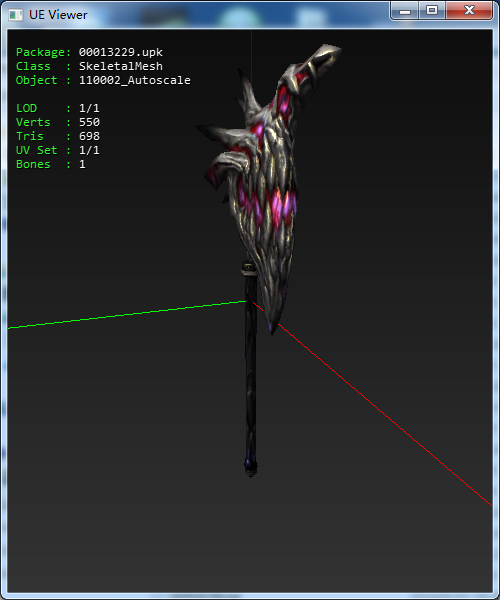 UE Viewer
Package: 00013229.upk
Class : SkeletalMesh
Object : 110002_Autoscale
LOD : 1/1
Verts : 550
Tris : 698
UV Set : 1/1
Bones : 1